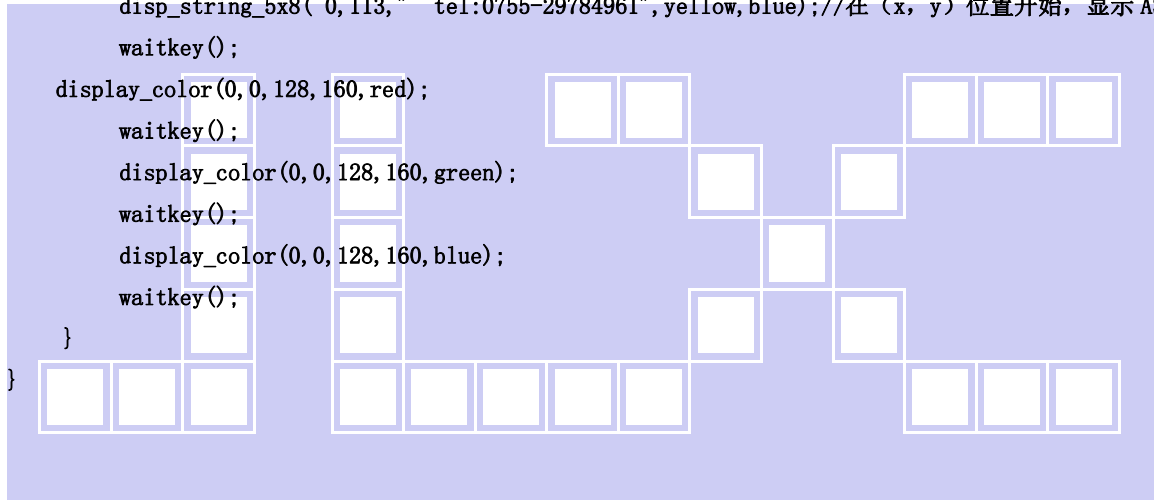 disp_string_5x8( 0,113,"   tel:0755-29784961",yellow,blue);//在（x，y）位置开始，显示
waitkey();
display_color(0,0,128,160,red);
waitkey();
display_color(0,0,128,160,green);
waitkey();
display_color(0,0,128,160,blue);
waitkey();
}
}